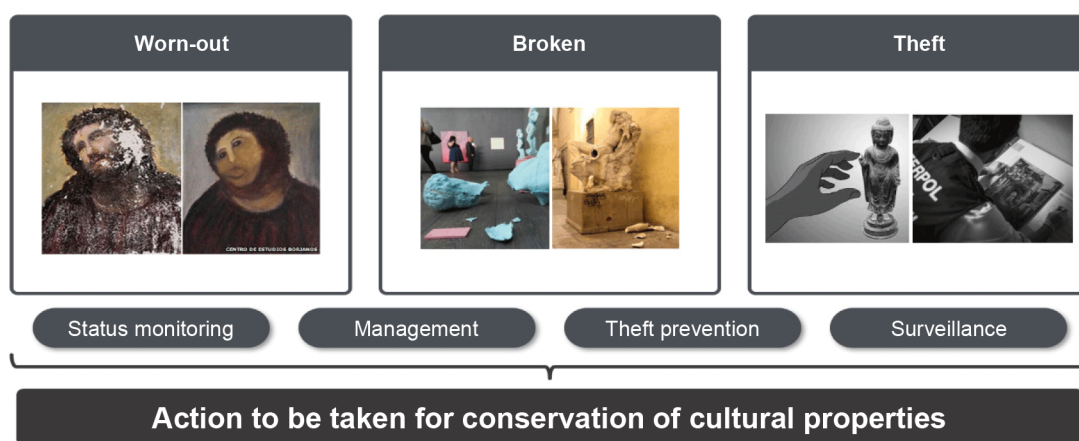 Worn-out
Broken
Theft
CENTRO DE ESTUDIOS BORJANOS
ERPOL
Status monitoring
Management
Theft prevention
Surveillance
Action to be taken for conservation of cultural properties